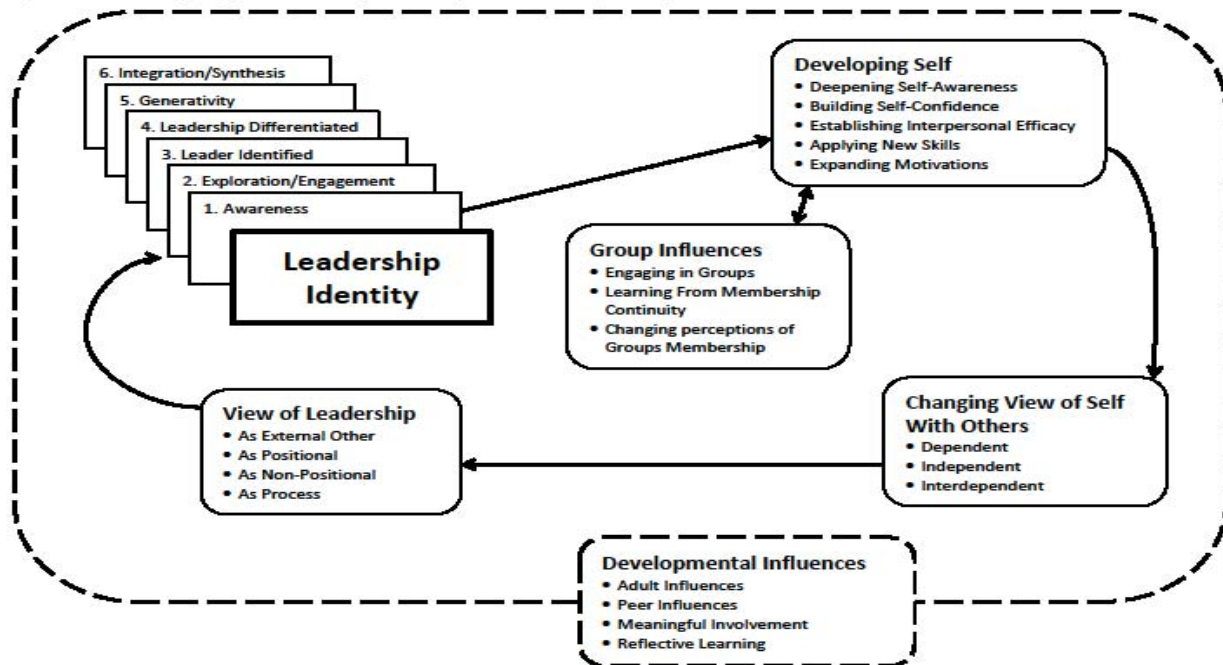 6. Integration/Synthesis
5. Generativity
4. Leadership Differentiated
3. Leader Identified
2. Exploration/Engagement
1. Awareness
Leadership
Identity
Developing Self
• Deepening Self-Awareness
• Building Self-Confidence
• Establishing Interpersonal Efficacy
• Applying New Skills
• Expanding Motivations
Group Influences
• Engaging in Groups
• Learning From Membership
Continuity
• Changing perceptions of
Groups Membership
View of Leadership
• As External Other
• As Positional
• As Non-Positional
• As Process
Changing View of Self
With Others
• Dependent
• Independent
• Interdependent
Developmental Influences
• Adult Influences
• Peer Influences
• Meaningful Involvement
• Reflective Learning